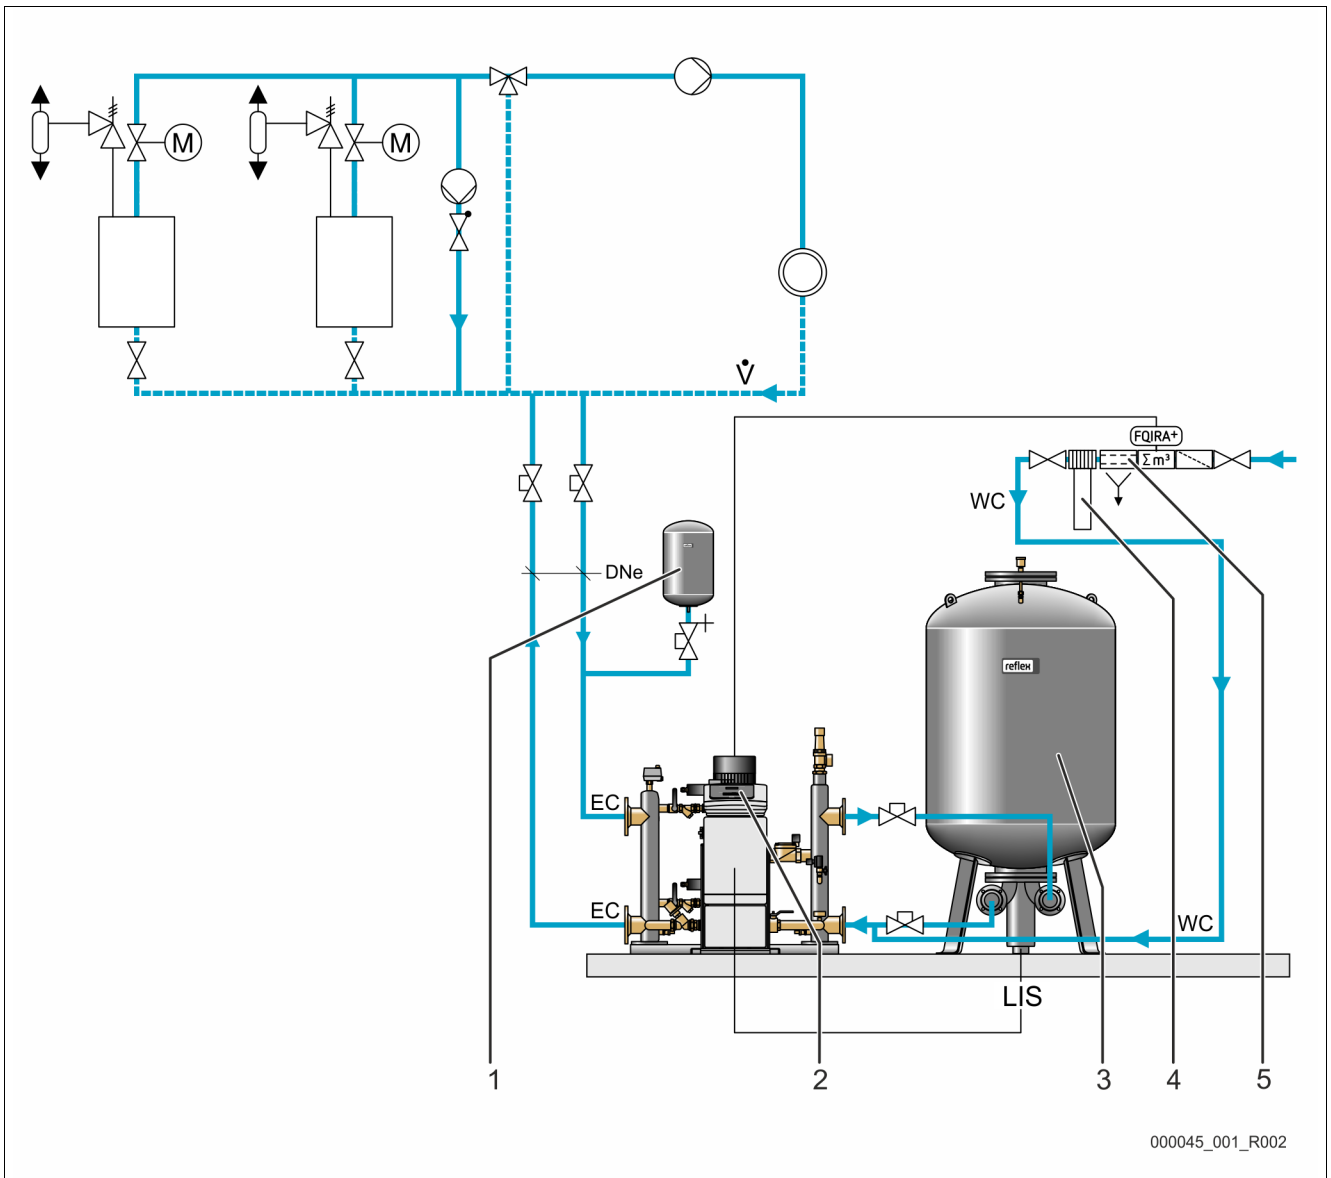 M
M
V̇
FQIRA+
Σm³
WC
DNe
reflex
EC
EC
WC
LIS
1
2
3
4
5
000045_001_R002